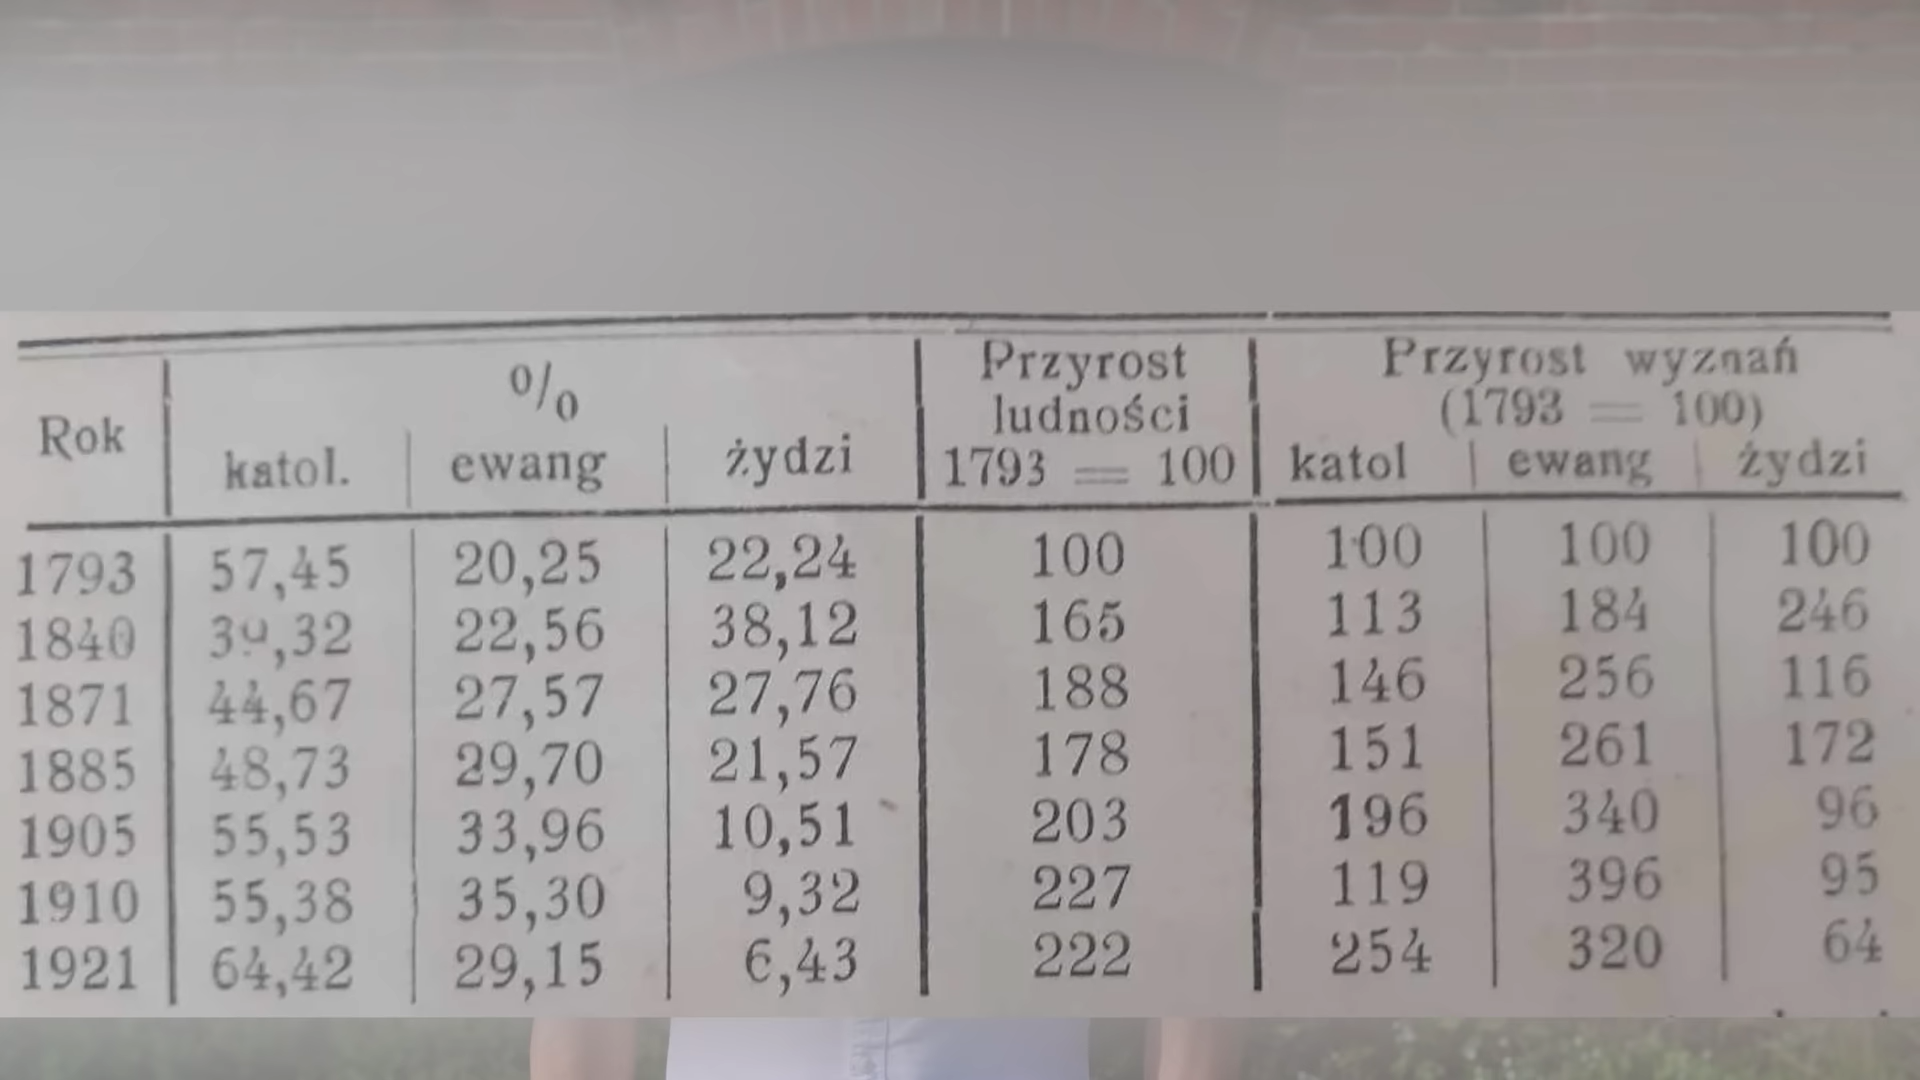 Rok | % | Przyrost ludności 1793 = 100 | Przyrost wyznań (1793 = 100)
katol. | ewang | żydzi | katol | ewang | żydzi
1793 57,45 20,25 22,24 100 100 100 100
1840 39,32 22,56 38,12 165 113 184 246
1871 44,67 27,57 27,76 188 146 256 116
1885 48,73 29,70 21,57 178 151 261 172
1905 55,53 33,96 10,51 203 196 340 96
1910 55,38 35,30 9,32 227 119 396 95
1921 64,42 29,15 6,43 222 254 320 64